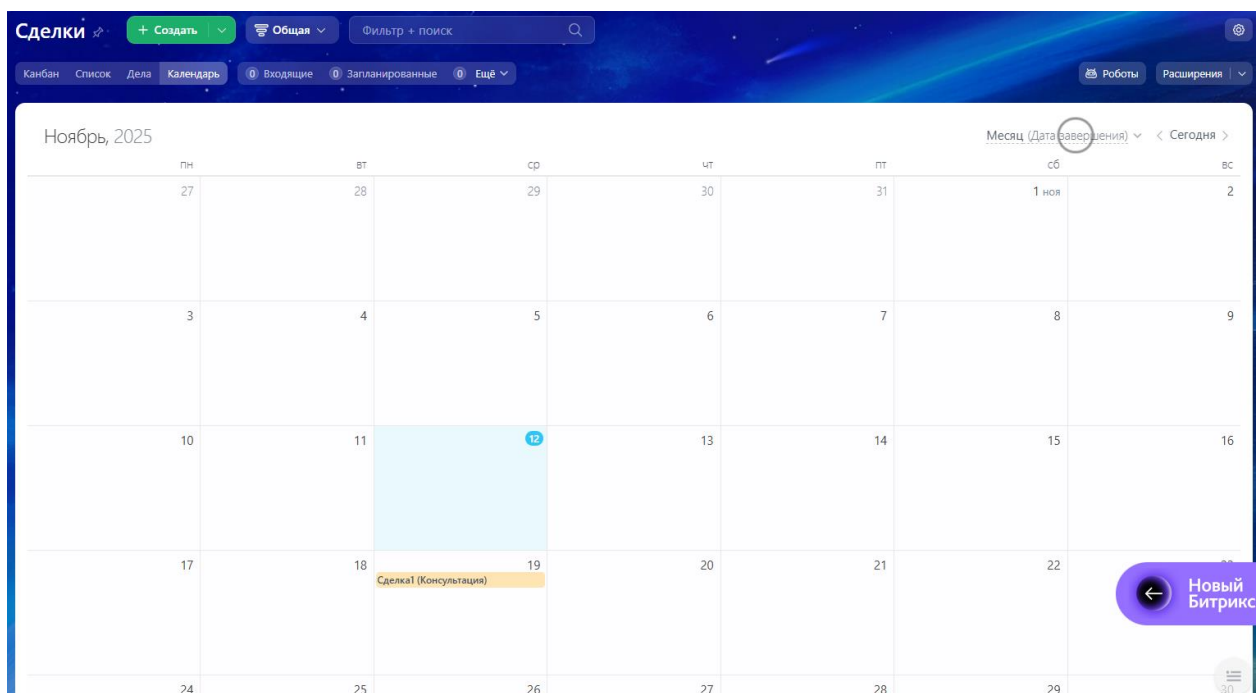 Сделки + Создать Общая Фильтр + поиск
Канбан Список Дела Календарь 0 Входящие 0 Запланированные 0 Ещё Роботы Расширения
Ноябрь, 2025 Месяц (Дата завершения) < Сегодня >
пн вт ср чт пт сб вс
27 28 29 30 31 1 ноя 2
3 4 5 6 7 8 9
10 11 12 13 14 15 16
17 18 19 20 21 22
Сделка1 (Консультация)
Новый
Битрикс
24 25 26 27 28 29 30